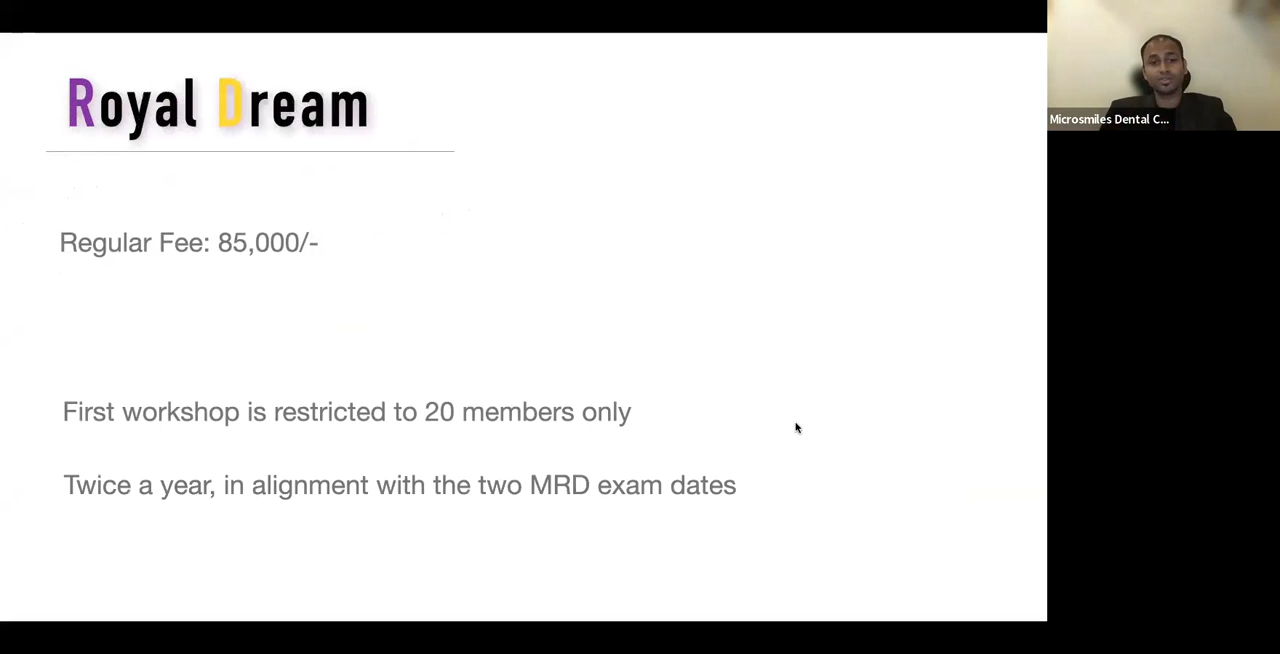 Royal Dream
Microsmiles Dental C...
Regular Fee: 85,000/-
First workshop is restricted to 20 members only
Twice a year, in alignment with the two MRD exam dates